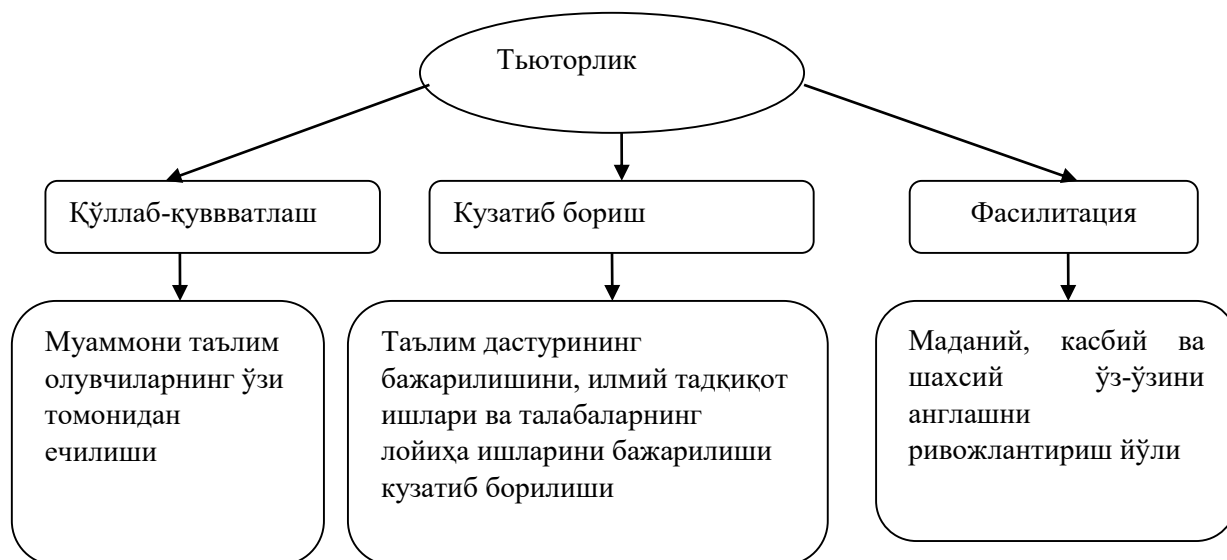 Тьюторлик
Қўллаб-қуввватлаш
Кузатиб бориш
Фасилитация
Муаммони таълим
олувчиларнинг ўзи
томонидан
ечилиши
Таълим дастурининг
бажарилишини, илмий тадқиқот
ишлари ва талабаларнинг
лойиҳа ишларини бажарилиши
кузатиб борилиши
Маданий, касбий ва
шахсий ўз-ўзини
англашни
ривожлантириш йўли